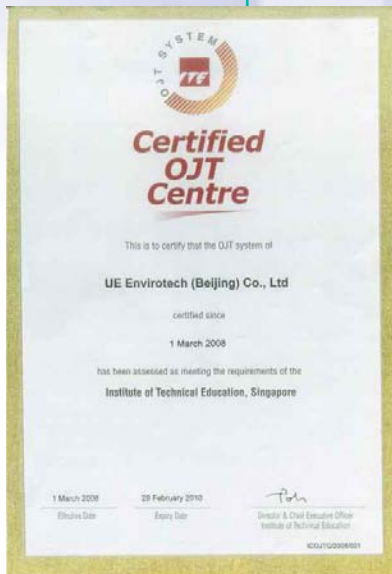 OJT SYSTEM
ITE
Certified
OJT
Centre
This is to certify that the OJT system of
UE Envirotech (Beijing) Co., Ltd
certified since
1 March 2008
has been assessed as meeting the requirements of the
Institute of Technical Education, Singapore
1 March 2008 28 February 2010
Effective Date Expiry Date Director & Chief Executive Officer
Institute of Technical Education